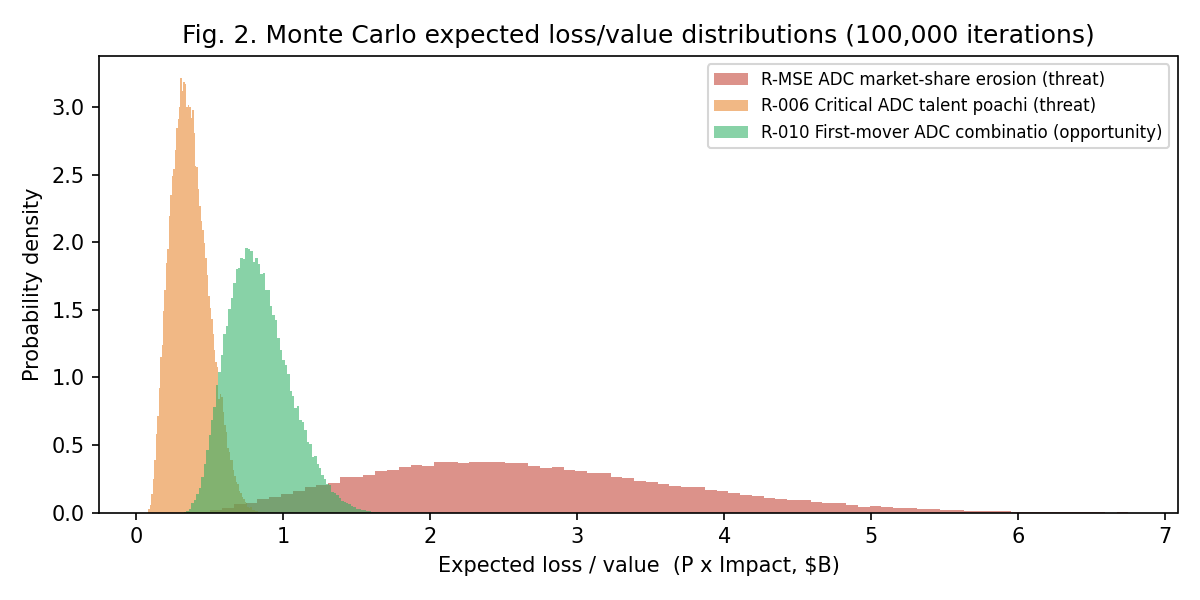 Fig. 2. Monte Carlo expected loss/value distributions (100,000 iterations)
R-MSE ADC market-share erosion (threat)
R-006 Critical ADC talent poachi (threat)
R-010 First-mover ADC combinatio (opportunity)
Probability density
3.0
2.5
2.0
1.5
1.0
0.5
0.0
0 1 2 3 4 5 6 7
Expected loss / value (P x Impact, $B)